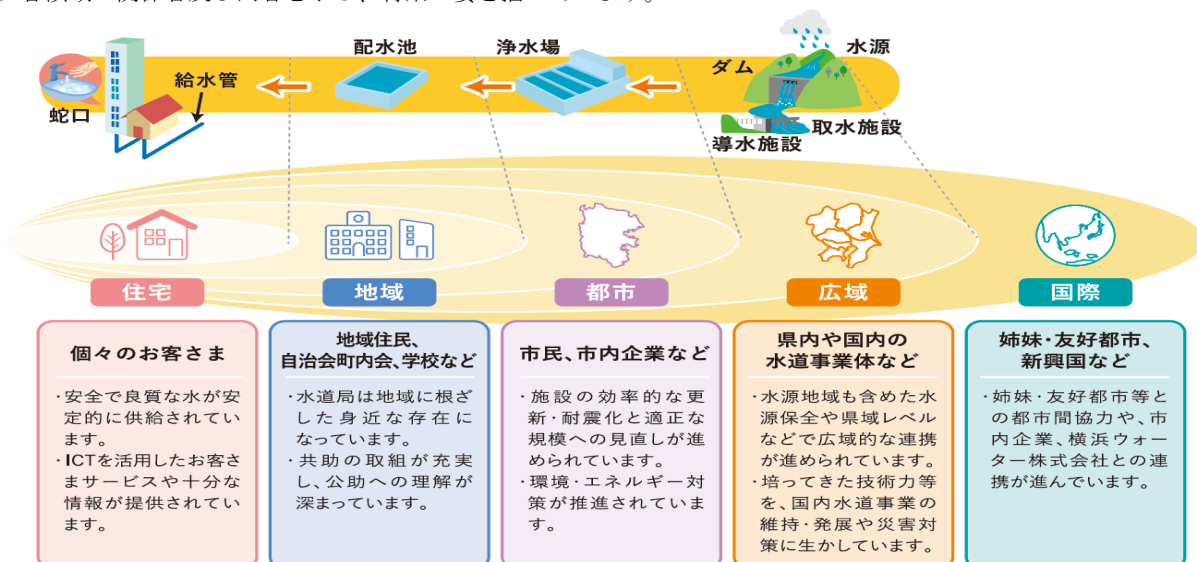 配水池
浄水場
水源
ダム
給水管
蛇口
取水施設
導水施設
住宅
地域
都市
広域
国際
個々のお客さま
・安全で良質な水が安
定的に供給されてい
ます。
・ICTを活用したお客さ
まサービスや十分な
情報が提供されてい
ます。
地域住民、
自治会町内会、学校など
・水道局は地域に根ざ
した身近な存在に
なっています。
・共助の取組が充実
し、公助への理解が
深まっています。
市民、市内企業など
・施設の効率的な更
新・耐震化と適正な
規模への見直しが進
められています。
・環境・エネルギー対
策が推進されていま
す。
県内や国内の
水道事業体など
・水源地域も含めた水
源保全や県域レベル
などで広域的な連携
が進められています。
・培ってきた技術力等
を、国内水道事業の
維持・発展や災害対
策に生かしています。
姉妹・友好都市、
新興国など
・姉妹・友好都市等と
の都市間協力や、市
内企業、横浜ウォー
ター株式会社との連
携が進んでいます。